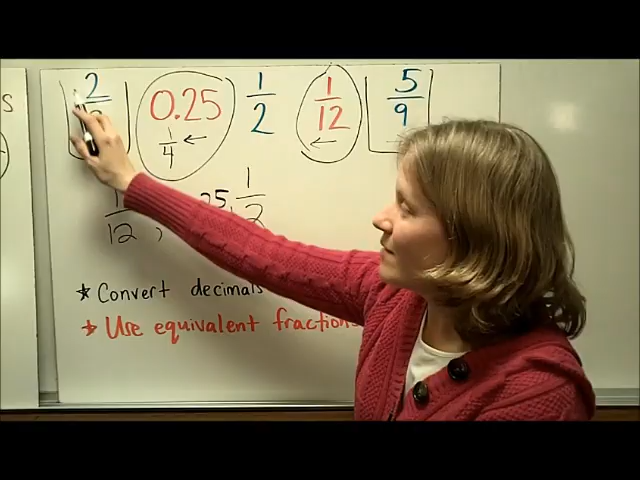 S
2 0.25 1/2 1/12 5/9
1/4 ← ←
1/12 , 25, 1/2
* Convert decimals
* Use equivalent fractions